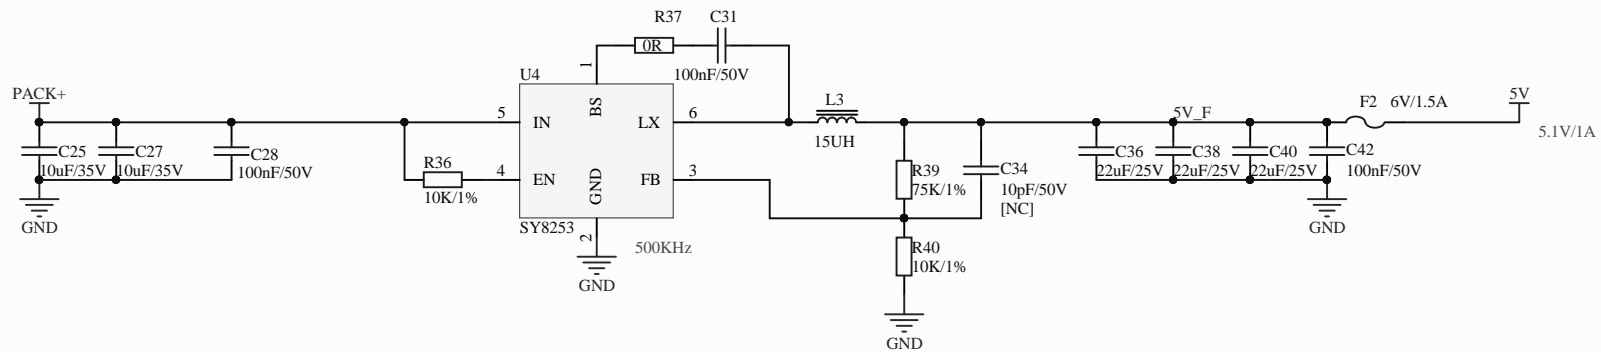 R37
C31
0R
100nF/50V
1
U4
PACK+
5
IN
BS
LX
6
L3
15UH
5V_F
F2
6V/1.5A
5V
5.1V/1A
C25
10uF/35V
C27
10uF/35V
C28
100nF/50V
R36
10K/1%
4
EN
GND
FB
3
R39
75K/1%
C34
10pF/50V
[NC]
C36
22uF/25V
C38
22uF/25V
C40
22uF/25V
C42
100nF/50V
GND
SY8253
2
500KHz
GND
R40
10K/1%
GND
GND